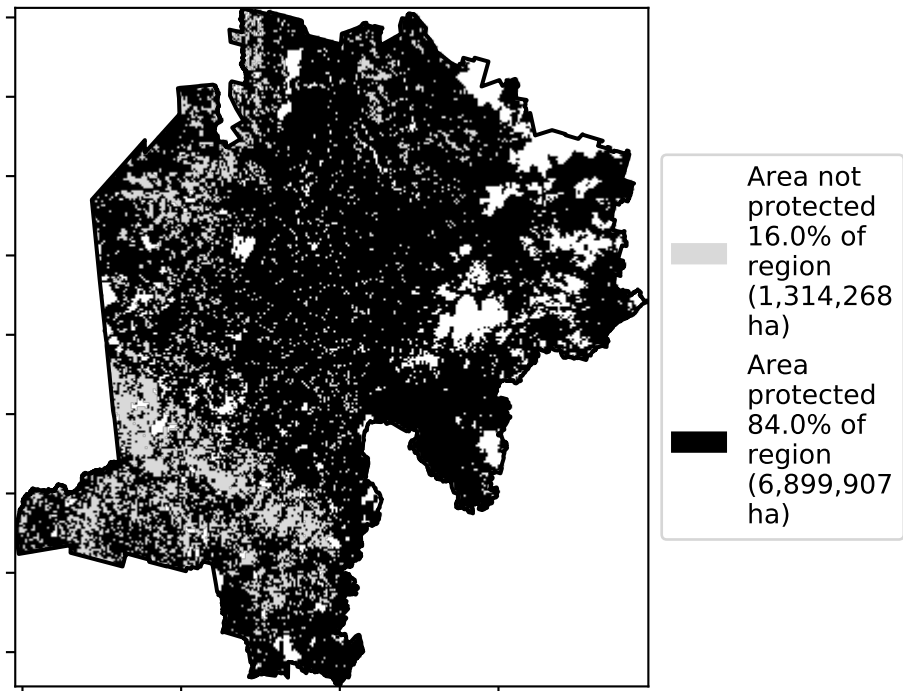 Area not
protected
16.0% of
region
(1,314,268
ha)
Area
protected
84.0% of
region
(6,899,907
ha)